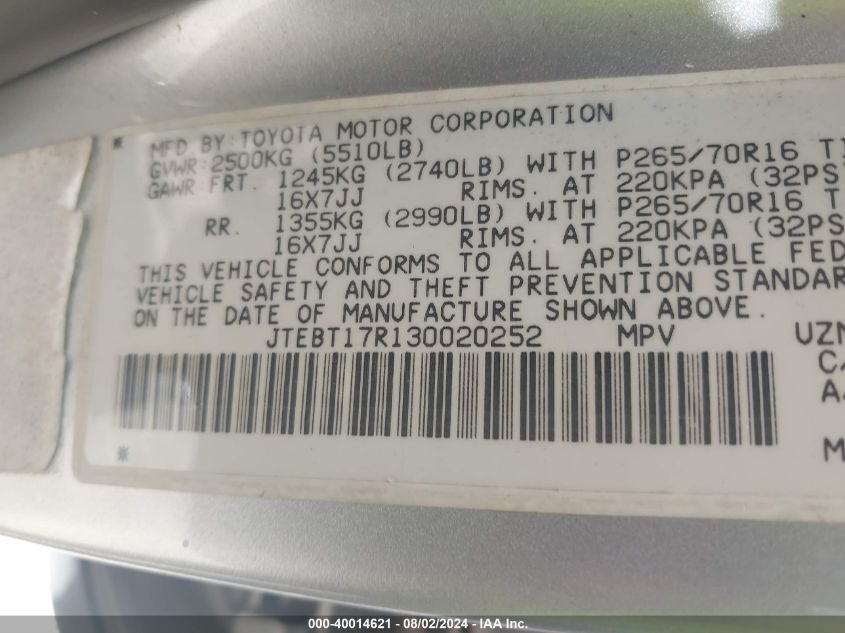 * MFD.BY:TOYOTA MOTOR CORPORATION
GVWR:2500KG (5510LB)
GAWR:FRT. 1245KG (2740LB) WITH P265/70R16
16X7JJ RIMS. AT 220KPA (32PS
RR. 1355KG (2990LB) WITH P265/70R16
16X7JJ RIMS. AT 220KPA (32PS
THIS VEHICLE CONFORMS TO ALL APPLICABLE FED
VEHICLE SAFETY AND THEFT PREVENTION STANDAR
ON THE DATE OF MANUFACTURE SHOWN ABOVE.
JTEBT17R130020252 MPV UZN
C/
A4
*
M
000-40014621 - 08/02/2024 - IAA Inc.